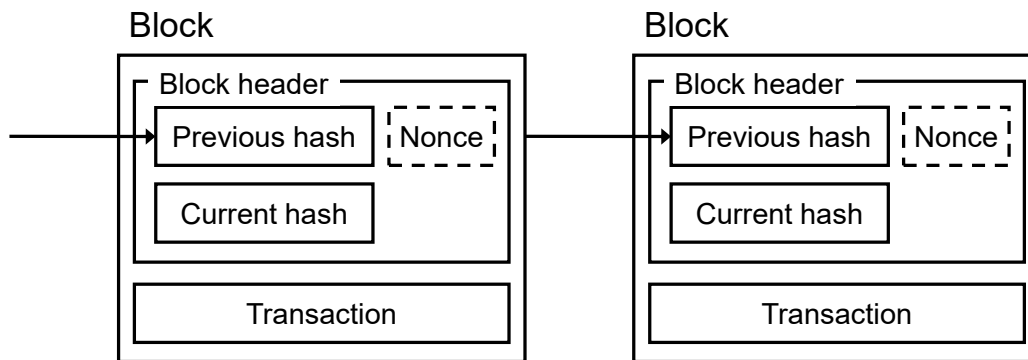 Block
Block header
Previous hash
Nonce
Current hash
Transaction
Block
Block header
Previous hash
Nonce
Current hash
Transaction